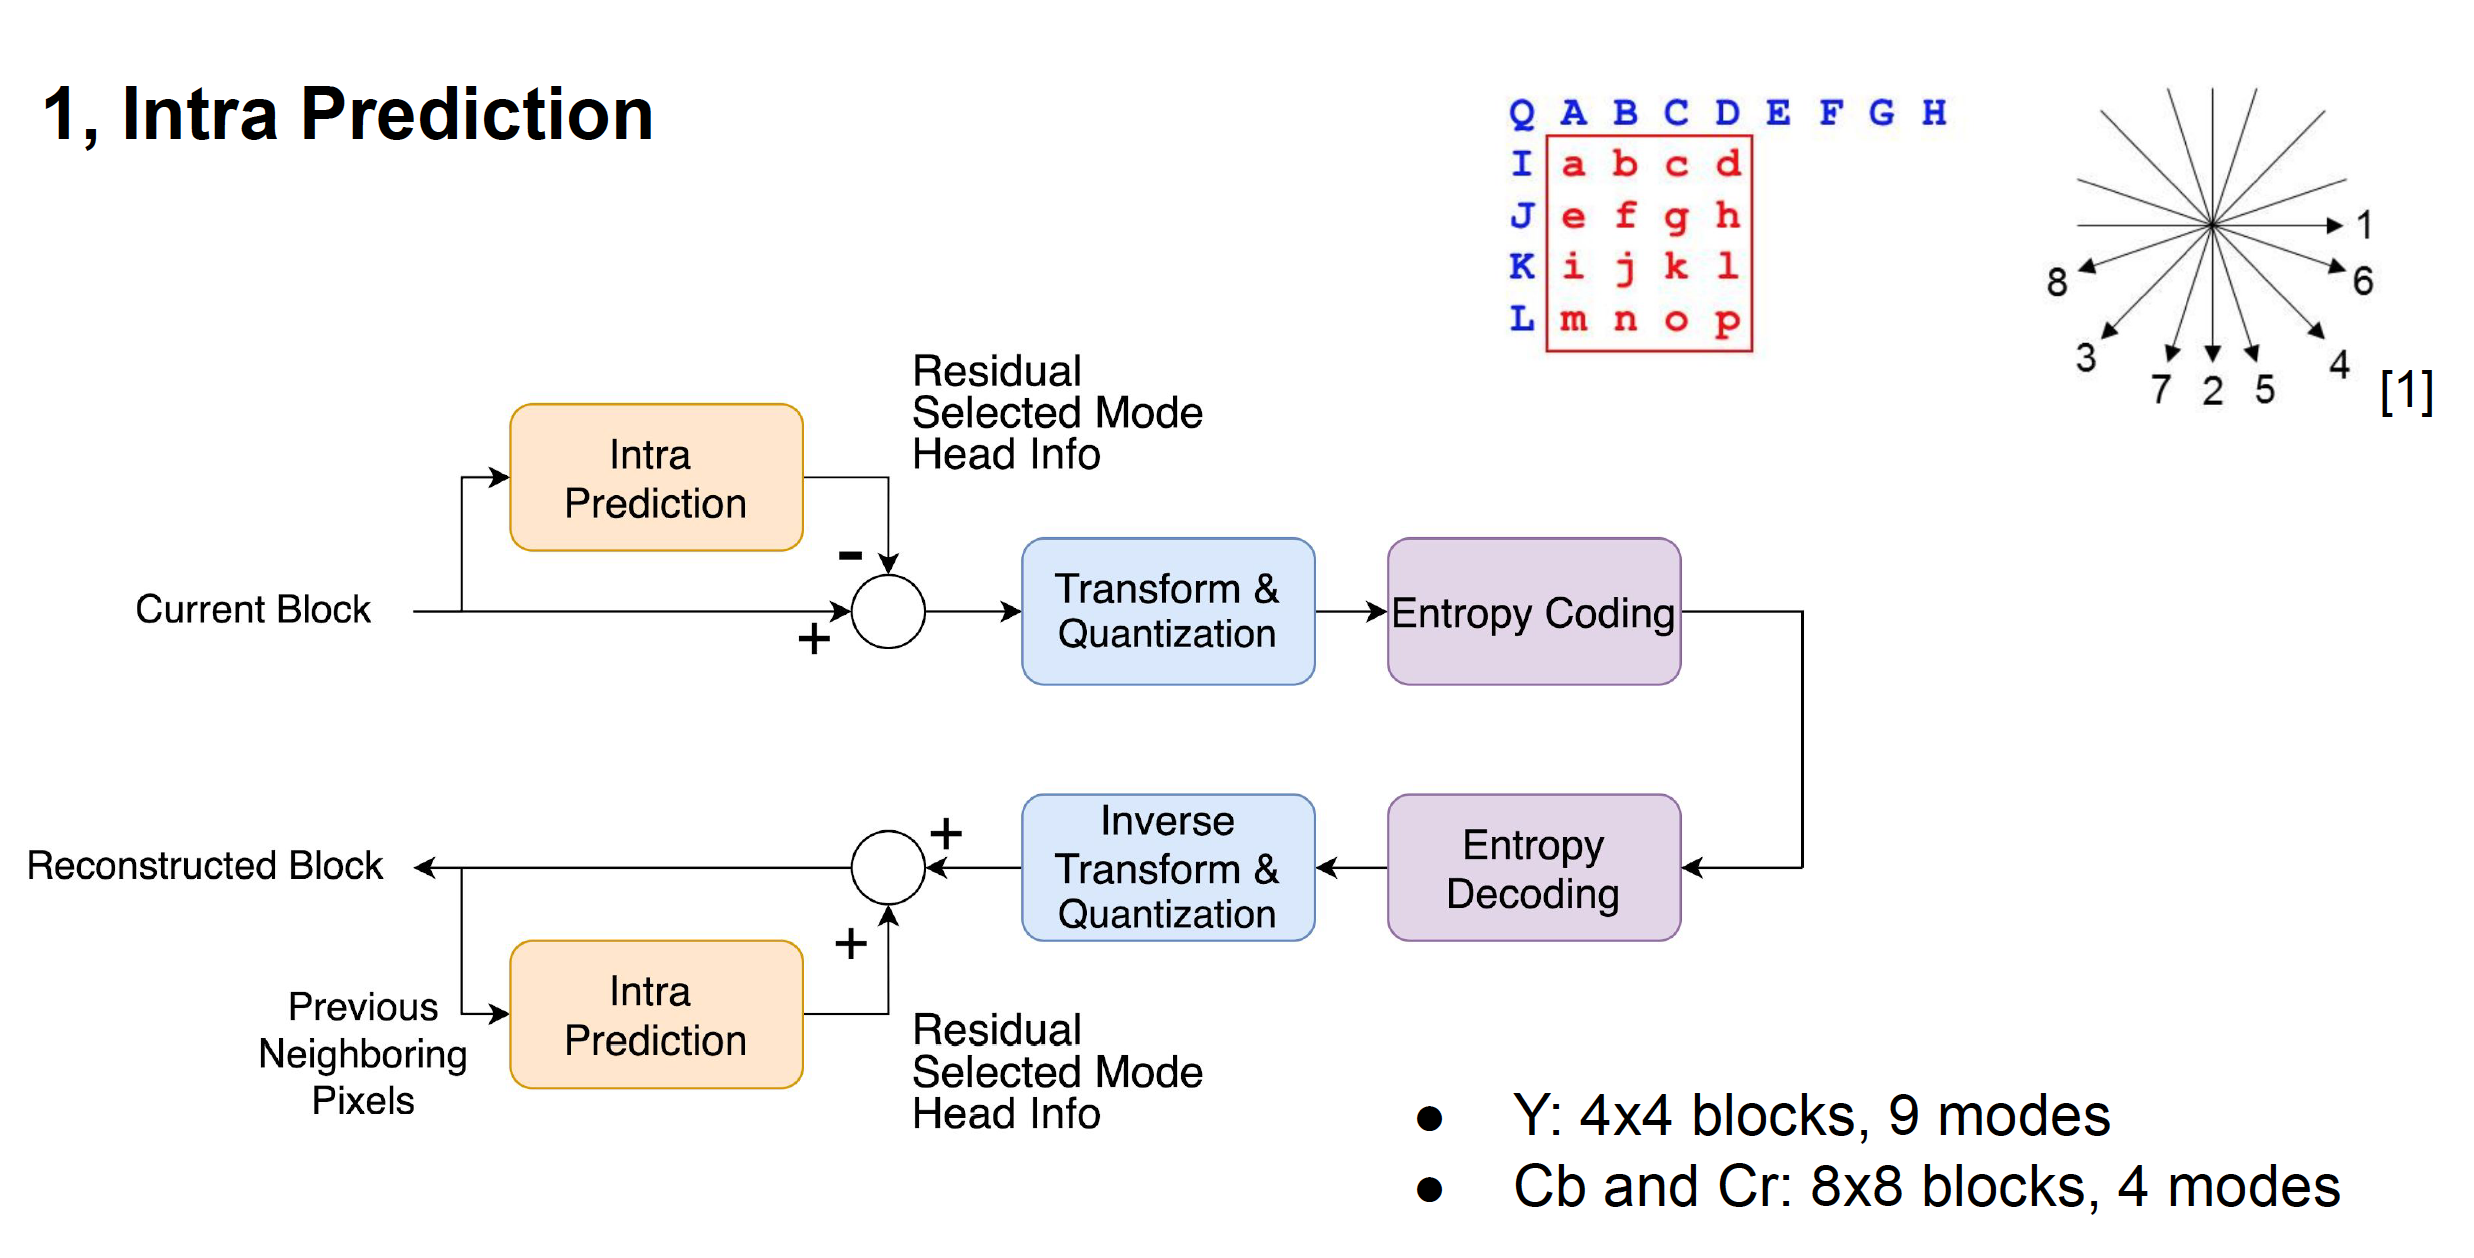 1, Intra Prediction
Q A B C D E F G H
I a b c d
J e f g h
K i j k l
L m n o p
1
8
6
3
7
2
5
4
[1]
Residual
Selected Mode
Head Info
Intra
Prediction
-
Current Block
+
Transform &
Quantization
Entropy Coding
Reconstructed Block
+
Inverse
Transform &
Quantization
Entropy
Decoding
+
Previous
Neighboring
Pixels
Intra
Prediction
Residual
Selected Mode
Head Info
● Y: 4x4 blocks, 9 modes
● Cb and Cr: 8x8 blocks, 4 modes